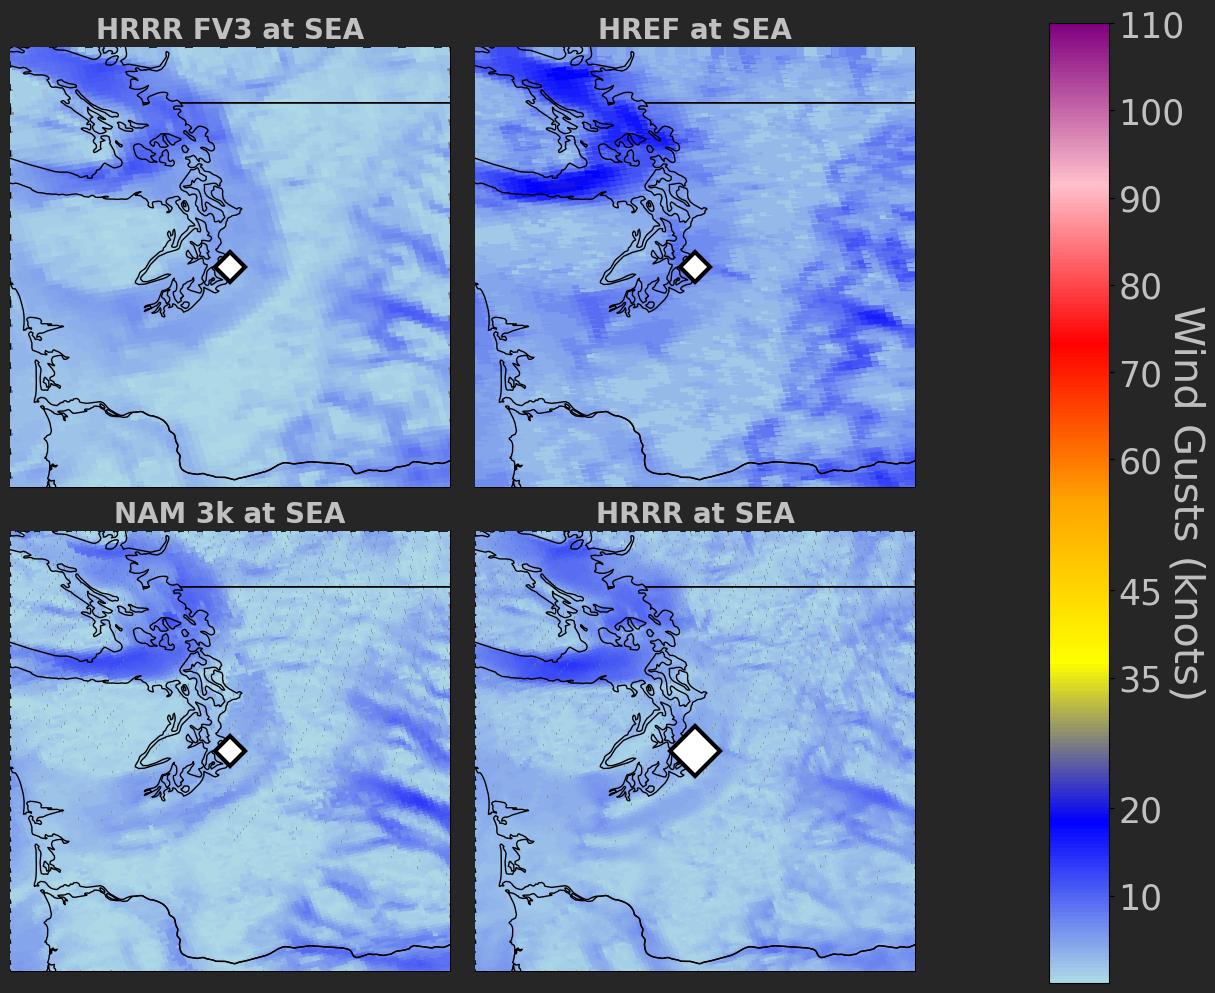 HRRR FV3 at SEA
HREF at SEA
NAM 3k at SEA
HRRR at SEA
110
100
90
80
70
60
45
35
20
10
Wind Gusts (knots)